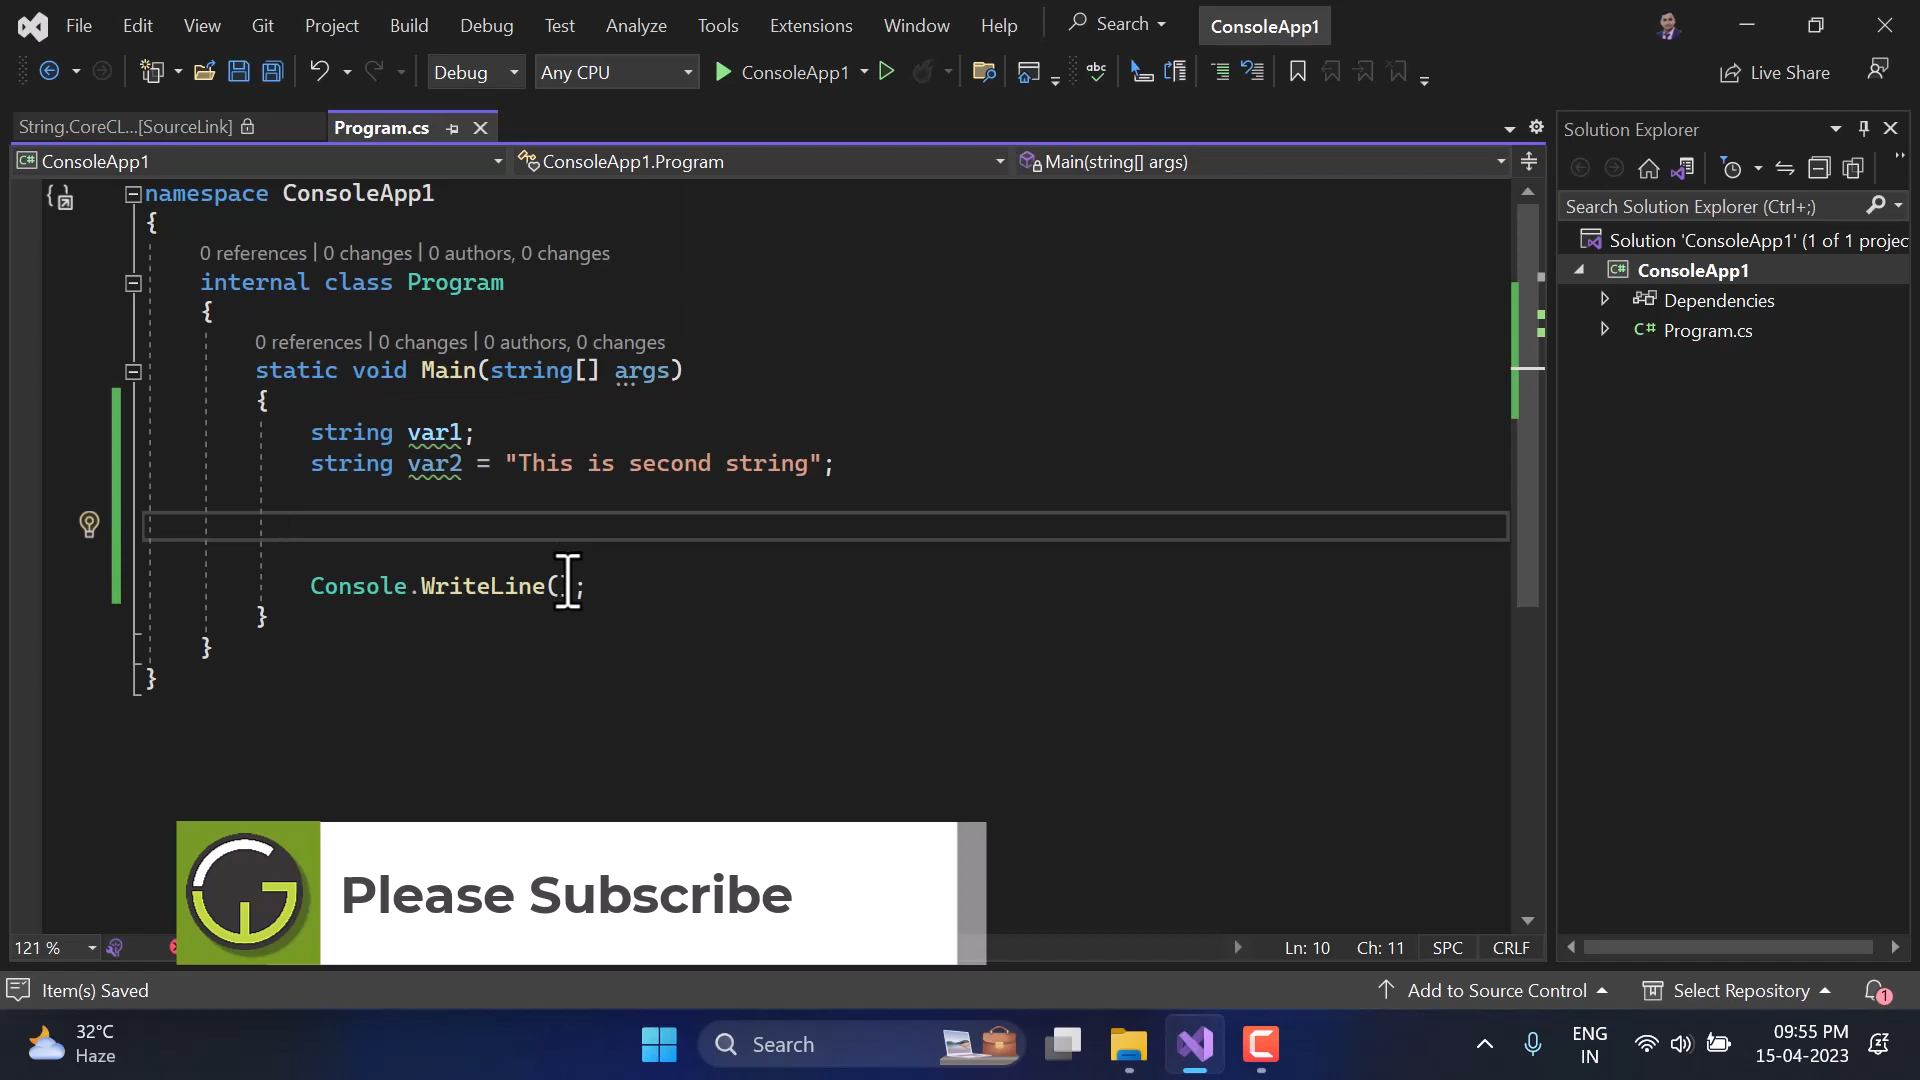 File Edit View Git Project Build Debug Test Analyze Tools Extensions Window Help Search ConsoleApp1
Debug Any CPU ConsoleApp1 Live Share
String.CoreCL...[SourceLink] Program.cs
ConsoleApp1 ConsoleApp1.Program Main(string[] args)
namespace ConsoleApp1
{
0 references | 0 changes | 0 authors, 0 changes
internal class Program
{
0 references | 0 changes | 0 authors, 0 changes
static void Main(string[] args)
{
string var1;
string var2 = "This is second string";
Console.WriteLine();
}
}
}
Solution Explorer
Search Solution Explorer (Ctrl+;)
Solution 'ConsoleApp1' (1 of 1 projec
ConsoleApp1
Dependencies
C# Program.cs
Please Subscribe
121 % Ln: 10 Ch: 11 SPC CRLF
Item(s) Saved Add to Source Control Select Repository 1
32°C
Haze
Search
ENG
IN
09:55 PM
15-04-2023